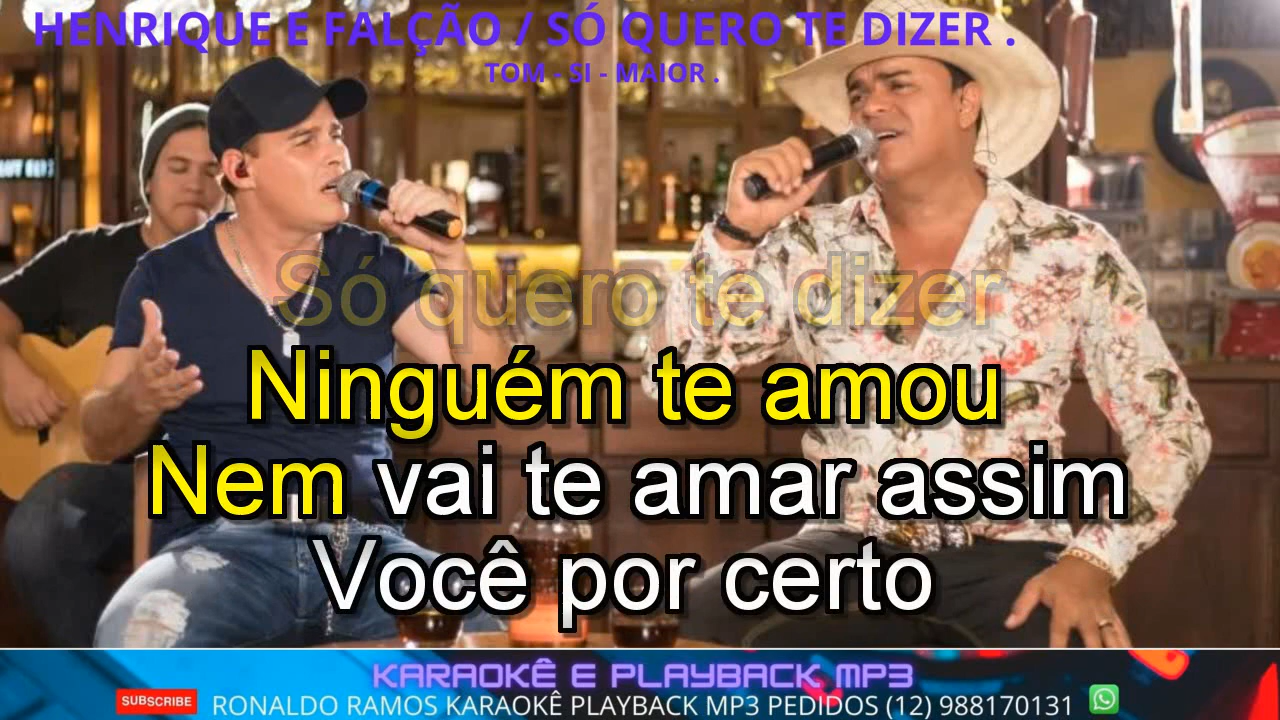 HENRIQUE E FALÇÃO / SÓ QUERO TE DIZER .
TOM - SI - MAIOR .
Só quero te dizer
Ninguém te amou
Nem vai te amar assim
Você por certo
KARAOKÊ E PLAYBACK MP3
SUBSCRIBE RONALDO RAMOS KARAOKÊ PLAYBACK MP3 PEDIDOS (12) 988170131